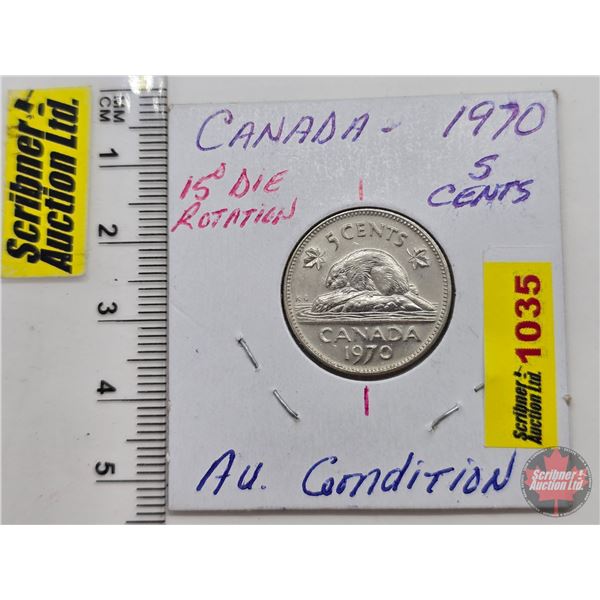 Scribner
Auction Ltd.
MM
CM
1
2
3
4
5
CANADA - 1970
5
CENTS
15° DIE
ROTATION
5 CENTS
CANADA
1970
1035
Scribner
Auction Ltd.
AU. Condition
Scribner
Auction Ltd.